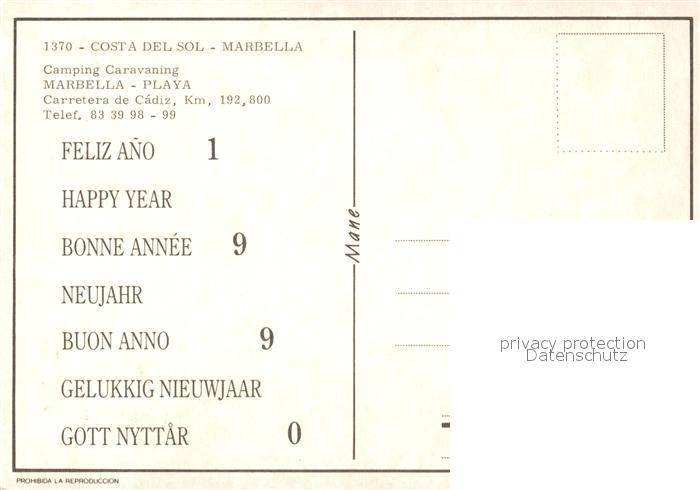 1370 - COSTA DEL SOL - MARBELLA
Camping Caravaning
MARBELLA - PLAYA
Carretera de Cádiz, Km, 192,800
Telef. 83 39 98 - 99
FELIZ AÑO 1
HAPPY YEAR
BONNE ANNÉE 9
NEUJAHR
BUON ANNO 9
GELUKKIG NIEUWJAAR
GOTT NYTTÅR 0
Mane
privacy protection
Datenschutz
PROHIBIDA LA REPRODUCCION